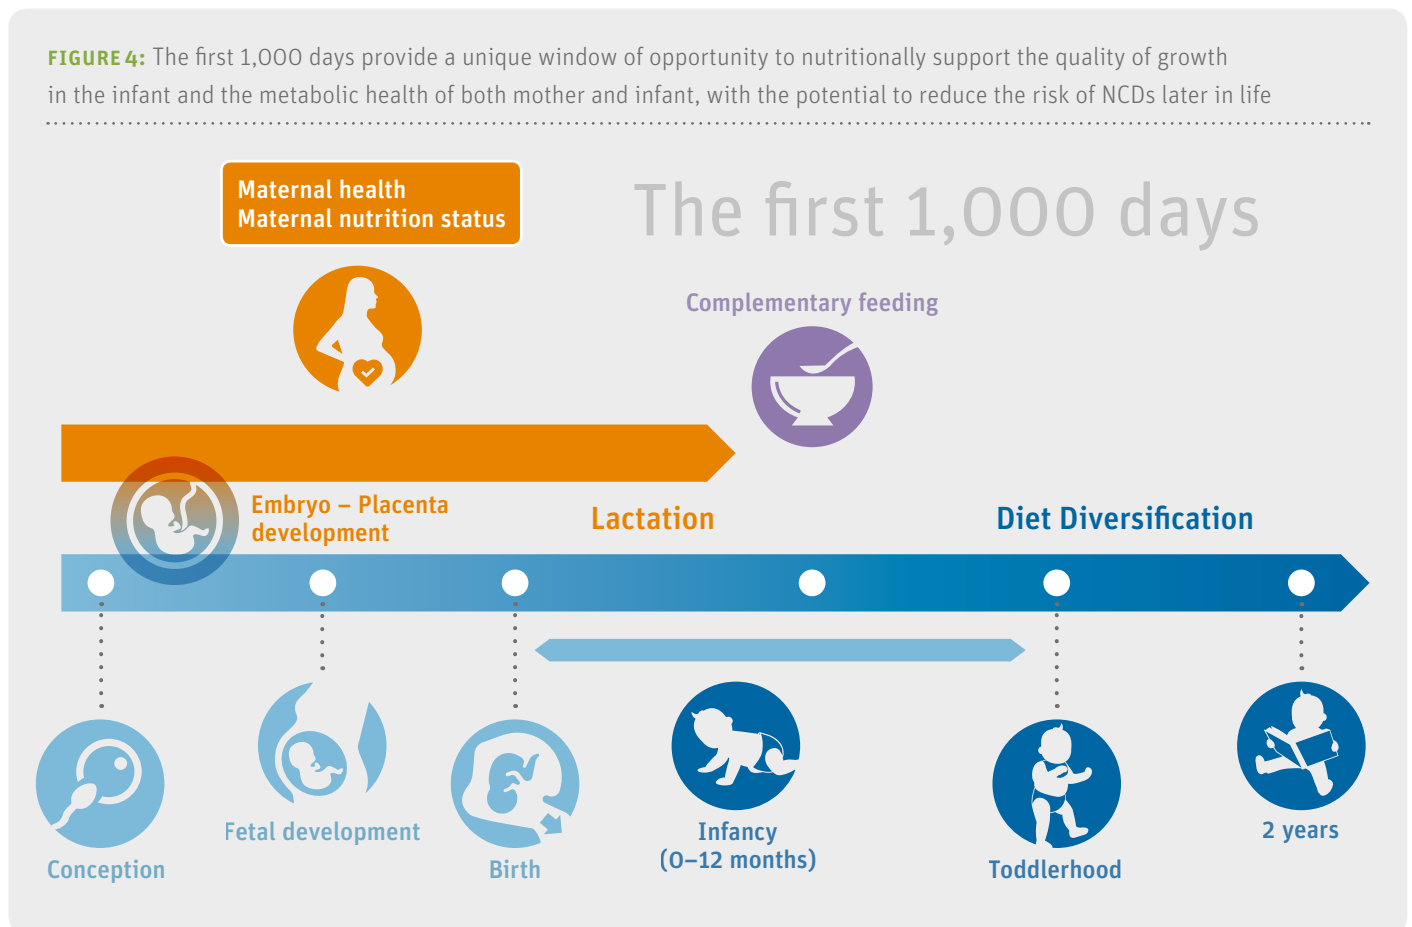 FIGURE 4: The first 1,000 days provide a unique window of opportunity to nutritionally support the quality of growth
in the infant and the metabolic health of both mother and infant, with the potential to reduce the risk of NCDs later in life
Maternal health
Maternal nutrition status
The first 1,000 days
Complementary feeding
Embryo – Placenta
development
Lactation
Diet Diversification
Conception
Fetal development
Birth
Infancy
(0–12 months)
Toddlerhood
2 years